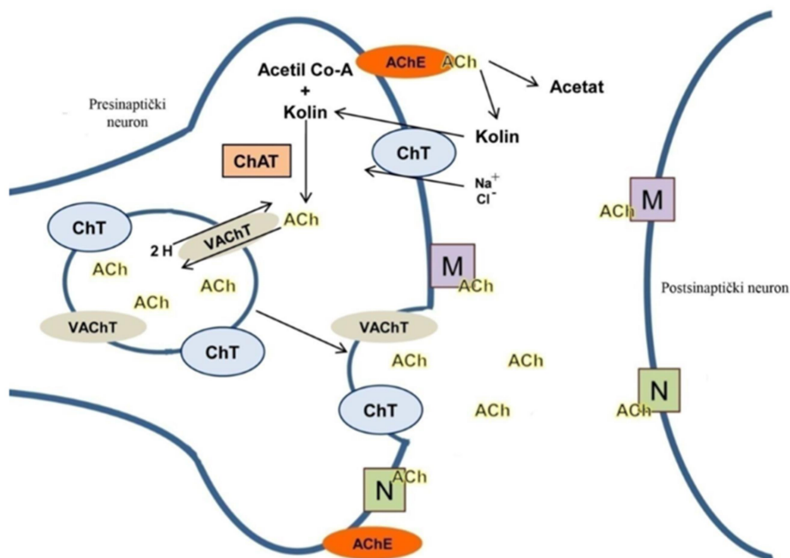 AChE
ACh
Acetil Co-A
+
Kolin
Acetat
Presinaptički
neuron
Kolin
ChT
ChAT
Na+
Cl-
M
ACh
ChT
ACh
2 H
VAChT
ACh
ACh
ACh
M
ACh
Postsinaptički neuron
VAChT
VAChT
ChT
ACh
ACh
N
ACh
ChT
ACh
ACh
N
AChE